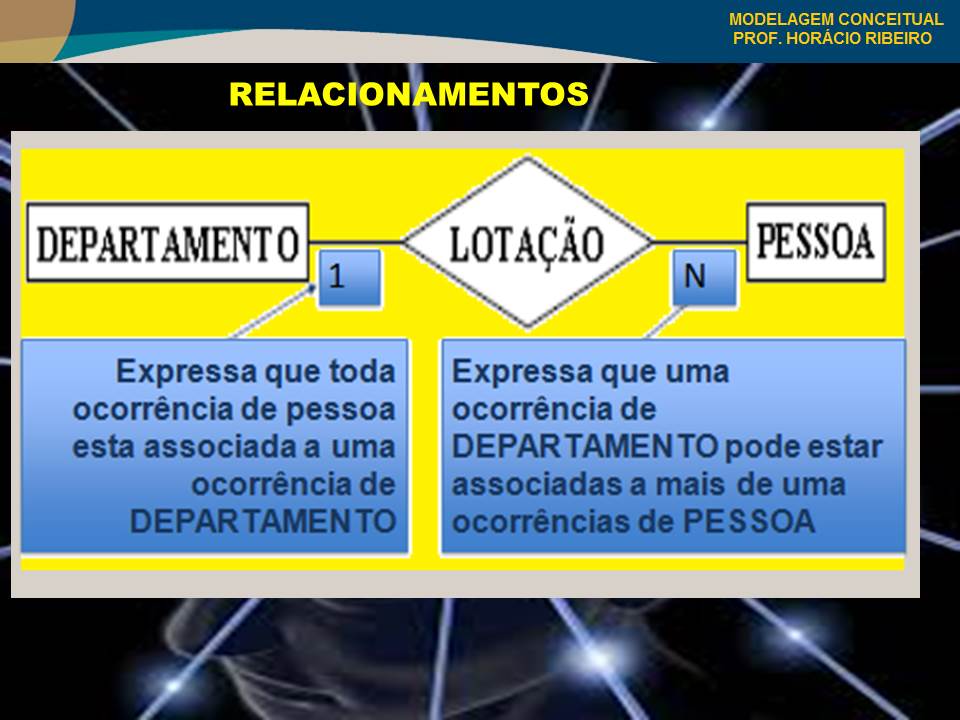 MODELAGEM CONCEITUAL
PROF. HORÁCIO RIBEIRO
RELACIONAMENTOS
DEPARTAMENTO
LOTAÇÃO
PESSOA
1
N
Expressa que toda
ocorrência de pessoa
esta associada a uma
ocorrência de
DEPARTAMENTO
Expressa que uma
ocorrência de
DEPARTAMENTO pode estar
associadas a mais de uma
ocorrências de PESSOA